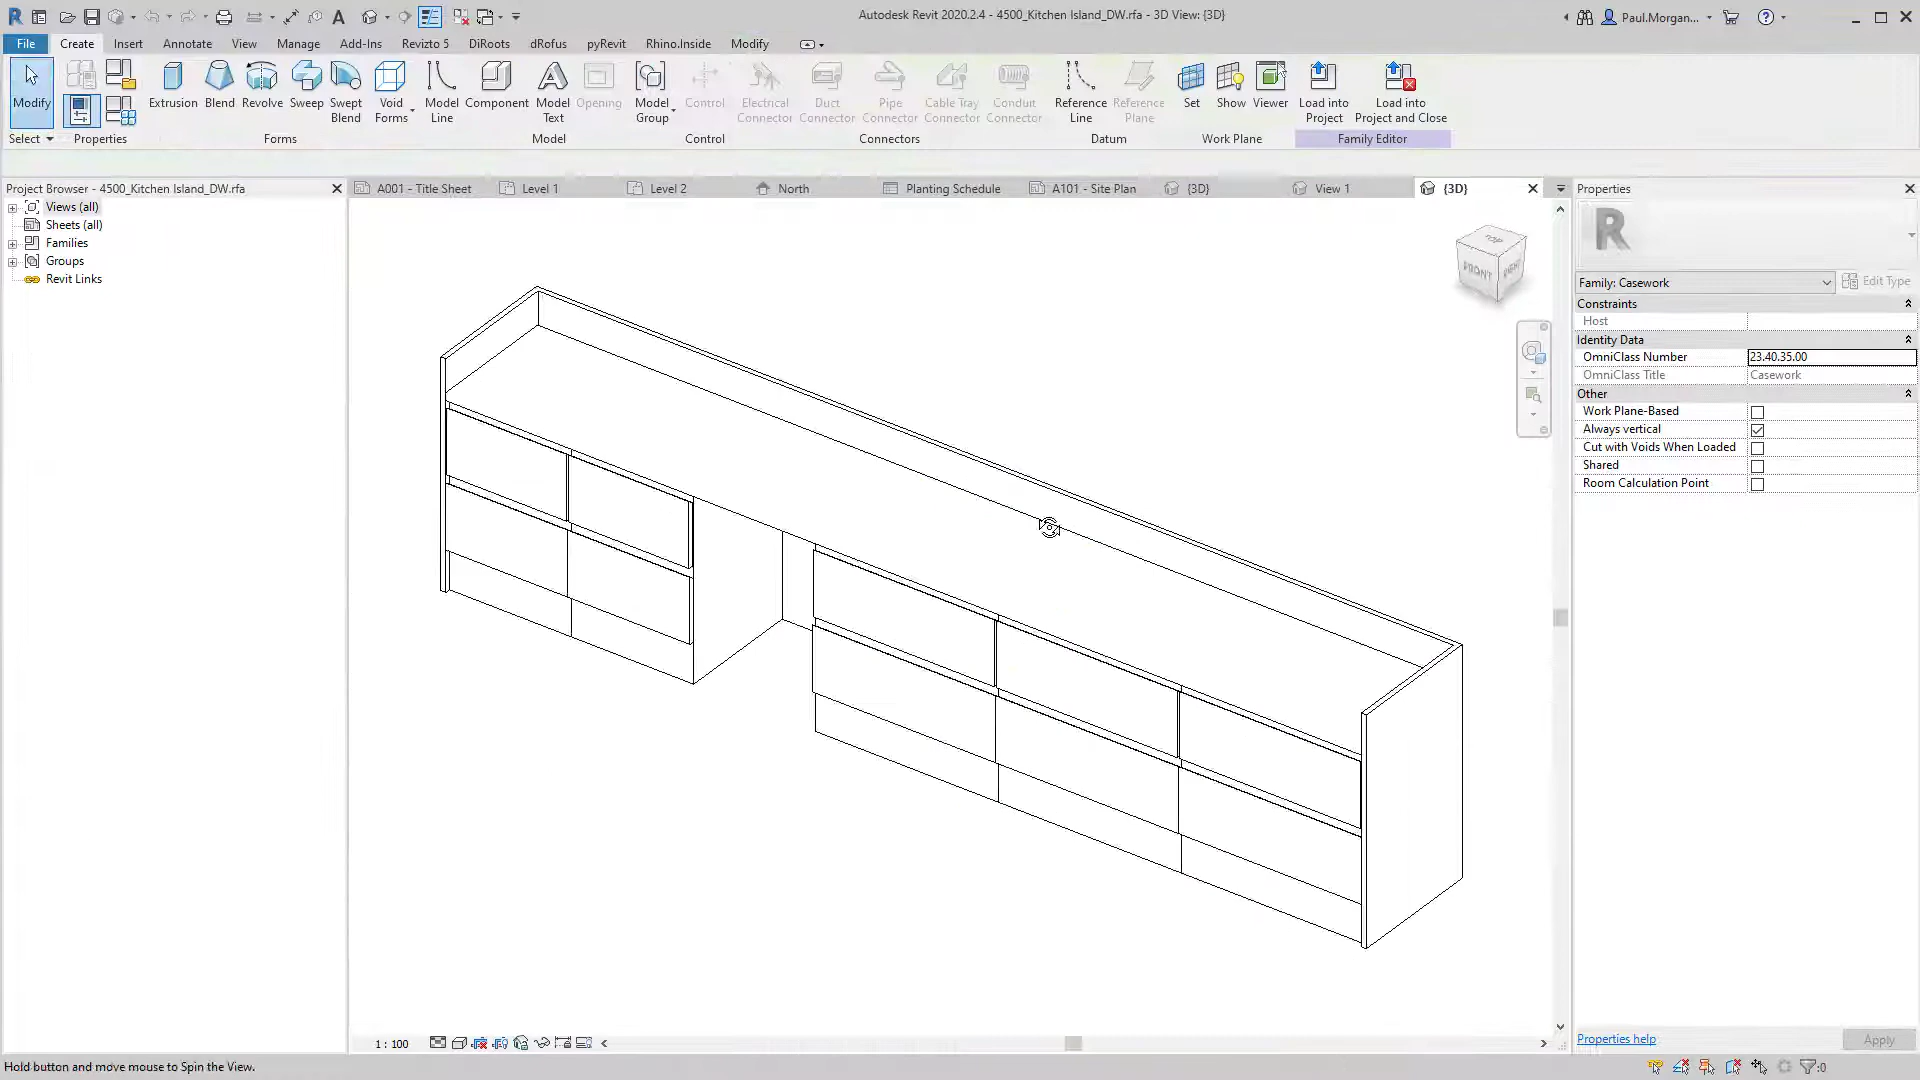 Autodesk Revit 2020.2.4 - 4500_Kitchen Island_DW.rfa - 3D View: {3D}
Paul.Morgan...
File Create Insert Annotate View Manage Add-Ins Revizto 5 DiRoots dRofus pyRevit Rhino.Inside Modify
Modify
Extrusion Blend Revolve Sweep Swept Blend Void Forms Model Line Component Model Text Opening Model Group Control Electrical Connector Duct Connector Pipe Connector Cable Tray Connector Conduit Connector Reference Line Reference Plane Set Show Viewer Load into Project Load into Project and Close
Select Properties Forms Model Control Connectors Datum Work Plane Family Editor
Project Browser - 4500_Kitchen Island_DW.rfa
Views (all)
Sheets (all)
Families
Groups
Revit Links
A001 - Title Sheet Level 1 Level 2 North Planting Schedule A101 - Site Plan {3D} View 1 {3D}
TOP
FRONT RIGHT
Properties
R
Family: Casework Edit Type
Constraints
Host
Identity Data
OmniClass Number 23.40.35.00
OmniClass Title Casework
Other
Work Plane-Based
Always vertical
Cut with Voids When Loaded
Shared
Room Calculation Point
Properties help Apply
1 : 100
Hold button and move mouse to Spin the View.
:0